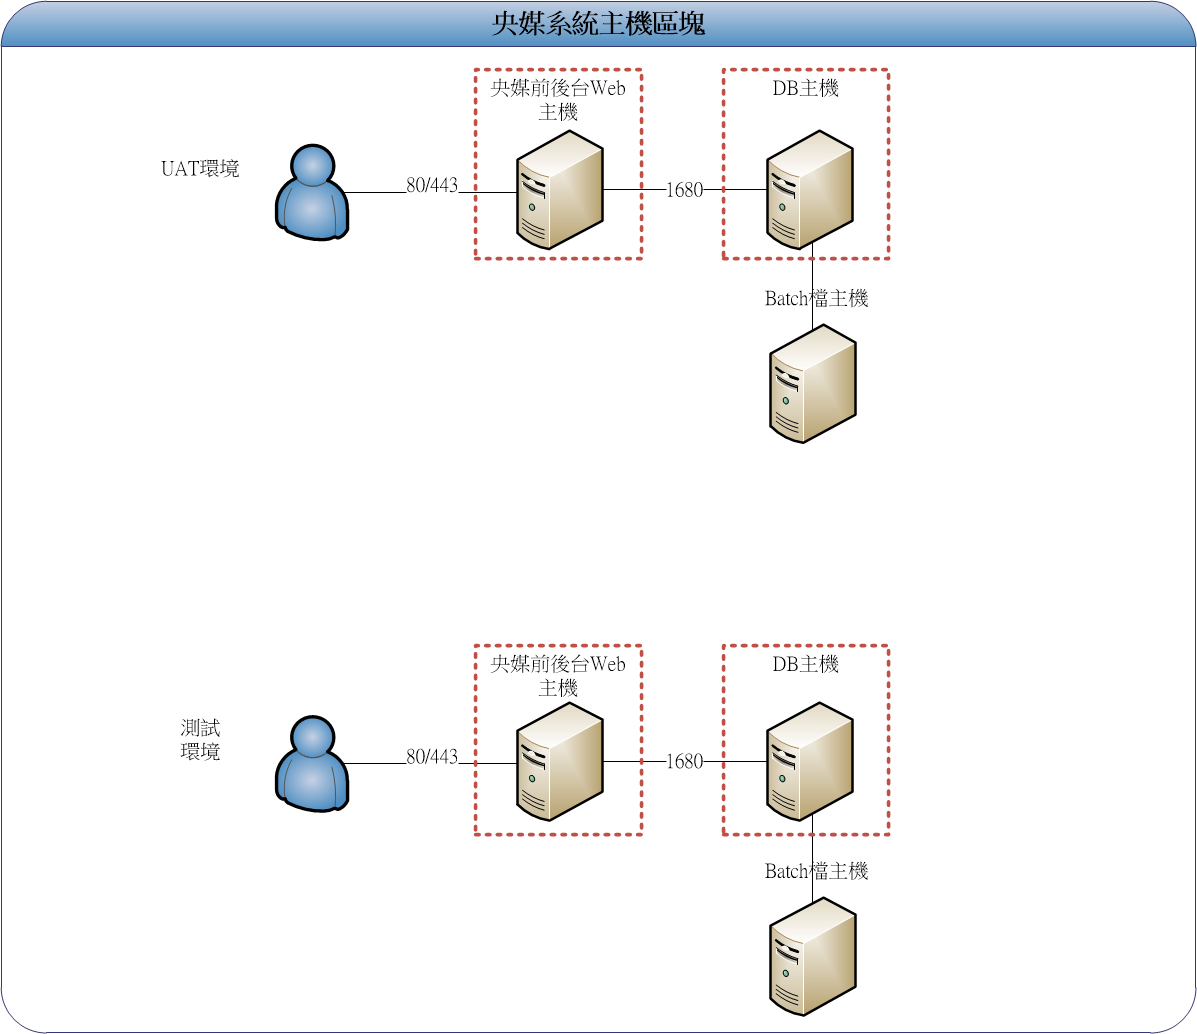 央媒系統主機區塊
央媒前後台Web
主機
DB主機
UAT環境
80/443
1680
Batch檔主機
央媒前後台Web
主機
DB主機
測試
環境
80/443
1680
Batch檔主機